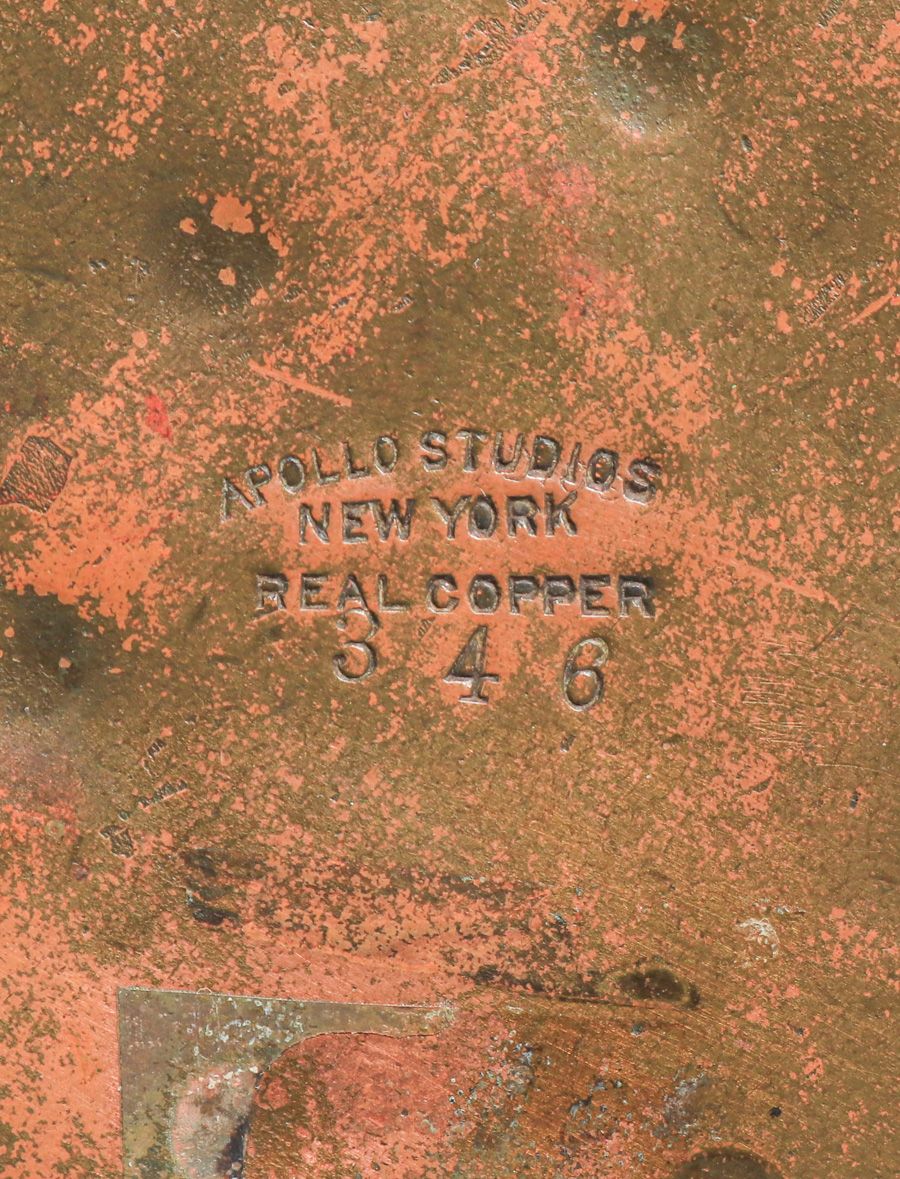 APOLLO STUDIOS
NEW YORK
REAL COPPER
346